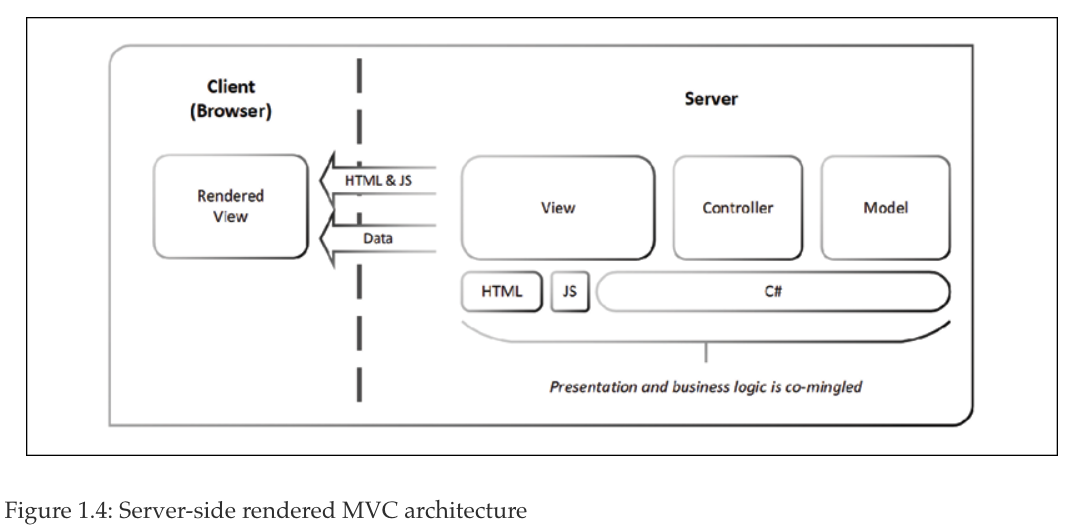 Client
(Browser)
Server
Rendered
View
HTML & JS
Data
View
Controller
Model
HTML
JS
C#
Presentation and business logic is co-mingled
Figure 1.4: Server-side rendered MVC architecture